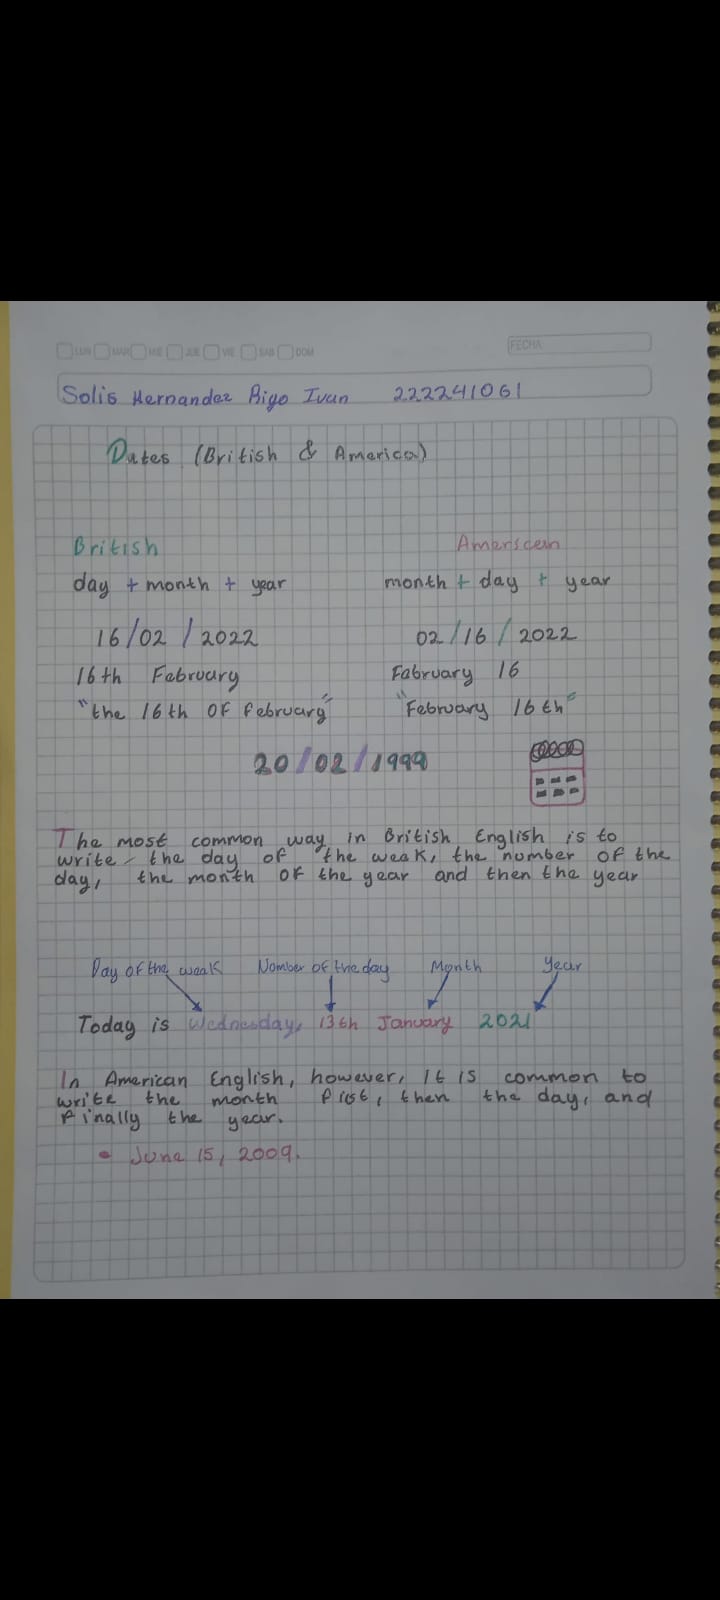 LUN MAR MIE JUE VIE SAB DOM
FECHA
Solis Hernandez Rigo Ivan 222241061
Dates (British & America)
British
American
day + month + year
month + day + year
16/02/2022
02/16/2022
16th February
February 16
"the 16th of february"
"February 16th"
20/02/1999
The most common way in British English is to
write the day of the weak, the number of the
day, the month of the year and then the year
Day of the weak Nomber of the day Month Year
Today is Wednesday, 13th January 2021
In American English, however, it is common to
write the month first, then the day, and
finally the year.
• June 15, 2009.